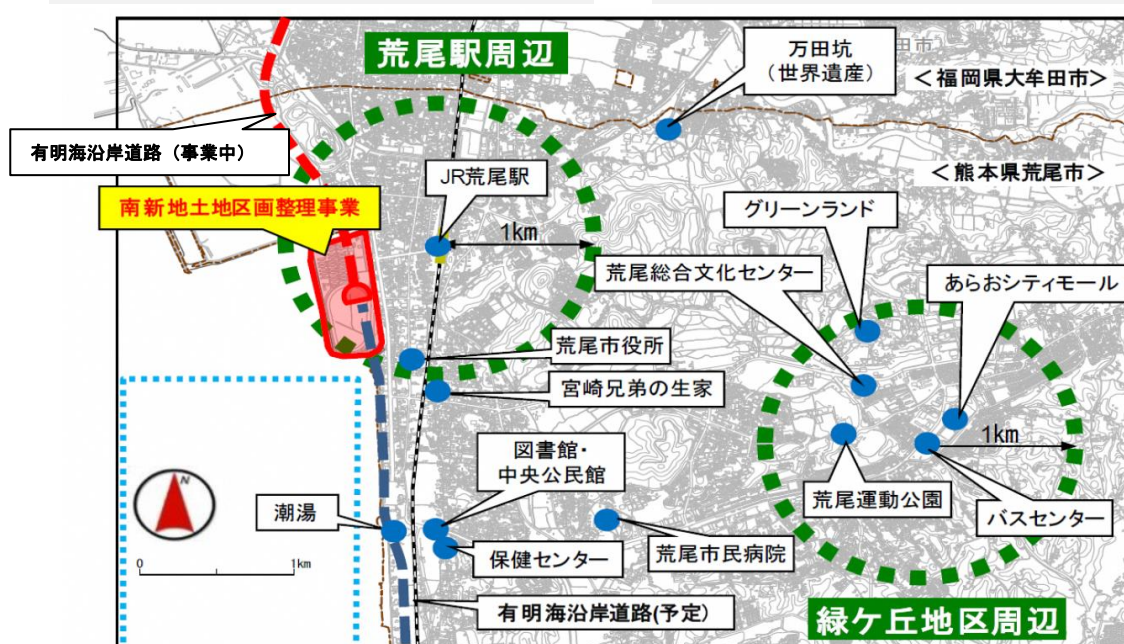 荒尾駅周辺
万田坑
（世界遺産）
田市
＜福岡県大牟田市＞
有明海沿岸道路（事業中）
JR荒尾駅
＜熊本県荒尾市＞
南新地土地区画整理事業
グリーンランド
1km
荒尾総合文化センター
あらおシティモール
荒尾市役所
宮崎兄弟の生家
1km
図書館・
中央公民館
N
潮湯
荒尾運動公園
バスセンター
保健センター
荒尾市民病院
0
1km
有明海沿岸道路(予定)
緑ケ丘地区周辺